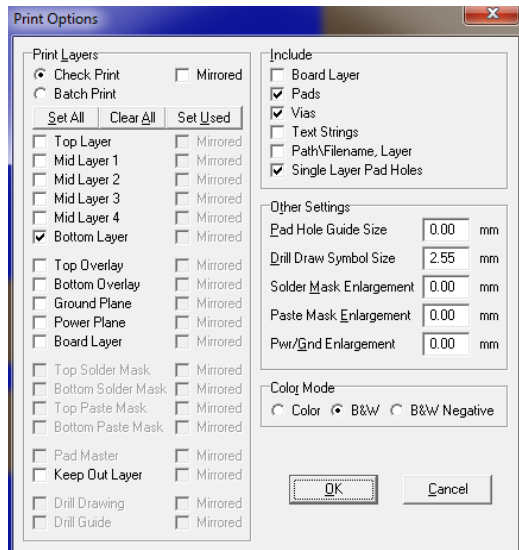 Print Options
Print Layers
Check Print
Mirrored
Batch Print
Set All
Clear All
Set Used
Top Layer Mirrored
Mid Layer 1 Mirrored
Mid Layer 2 Mirrored
Mid Layer 3 Mirrored
Mid Layer 4 Mirrored
Bottom Layer Mirrored
Top Overlay Mirrored
Bottom Overlay Mirrored
Ground Plane Mirrored
Power Plane Mirrored
Board Layer Mirrored
Top Solder Mask Mirrored
Bottom Solder Mask Mirrored
Top Paste Mask Mirrored
Bottom Paste Mask Mirrored
Pad Master Mirrored
Keep Out Layer Mirrored
Drill Drawing Mirrored
Drill Guide Mirrored
Include
Board Layer
Pads
Vias
Text Strings
Path\Filename, Layer
Single Layer Pad Holes
Other Settings
Pad Hole Guide Size 0.00 mm
Drill Draw Symbol Size 2.55 mm
Solder Mask Enlargement 0.00 mm
Paste Mask Enlargement 0.00 mm
Pwr/Gnd Enlargement 0.00 mm
Color Mode
Color B&W B&W Negative
OK
Cancel